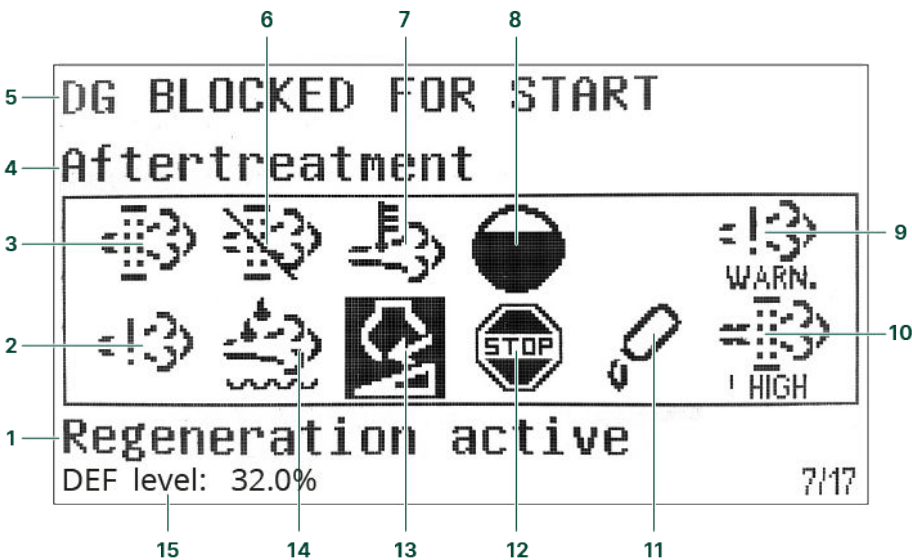 6 7 8
5 DG BLOCKED FOR START
4 Aftertreatment
3 9
WARN.
2 STOP 10
! HIGH
1 Regeneration active
DEF level: 32.0% 7/17
15 14 13 12 11